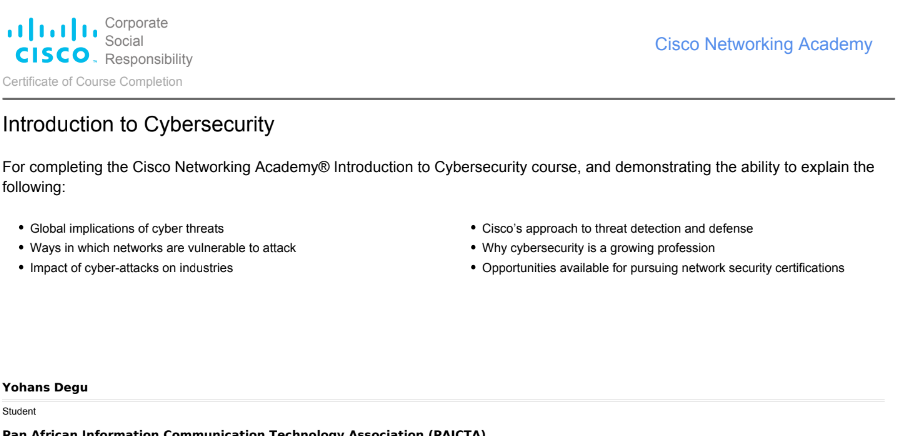 Corporate
Social
Responsibility
CISCO
Cisco Networking Academy
Certificate of Course Completion
Introduction to Cybersecurity
For completing the Cisco Networking Academy® Introduction to Cybersecurity course, and demonstrating the ability to explain the
following:
• Global implications of cyber threats
• Ways in which networks are vulnerable to attack
• Impact of cyber-attacks on industries
• Cisco's approach to threat detection and defense
• Why cybersecurity is a growing profession
• Opportunities available for pursuing network security certifications
Yohans Degu
Student
Pan African Information Communication Technology Association (PAICTA)